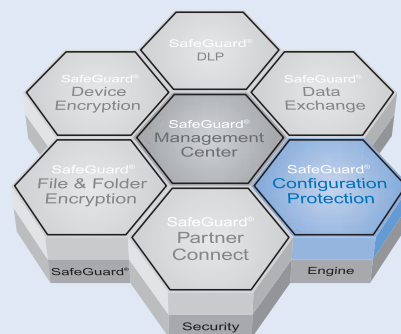 SafeGuard®
DLP
SafeGuard®
Device
Encryption
SafeGuard®
Data
Exchange
SafeGuard®
Management
Center
SafeGuard®
File & Folder
Encryption
SafeGuard®
Configuration
Protection
SafeGuard®
Partner
Connect
SafeGuard®
Security
Engine